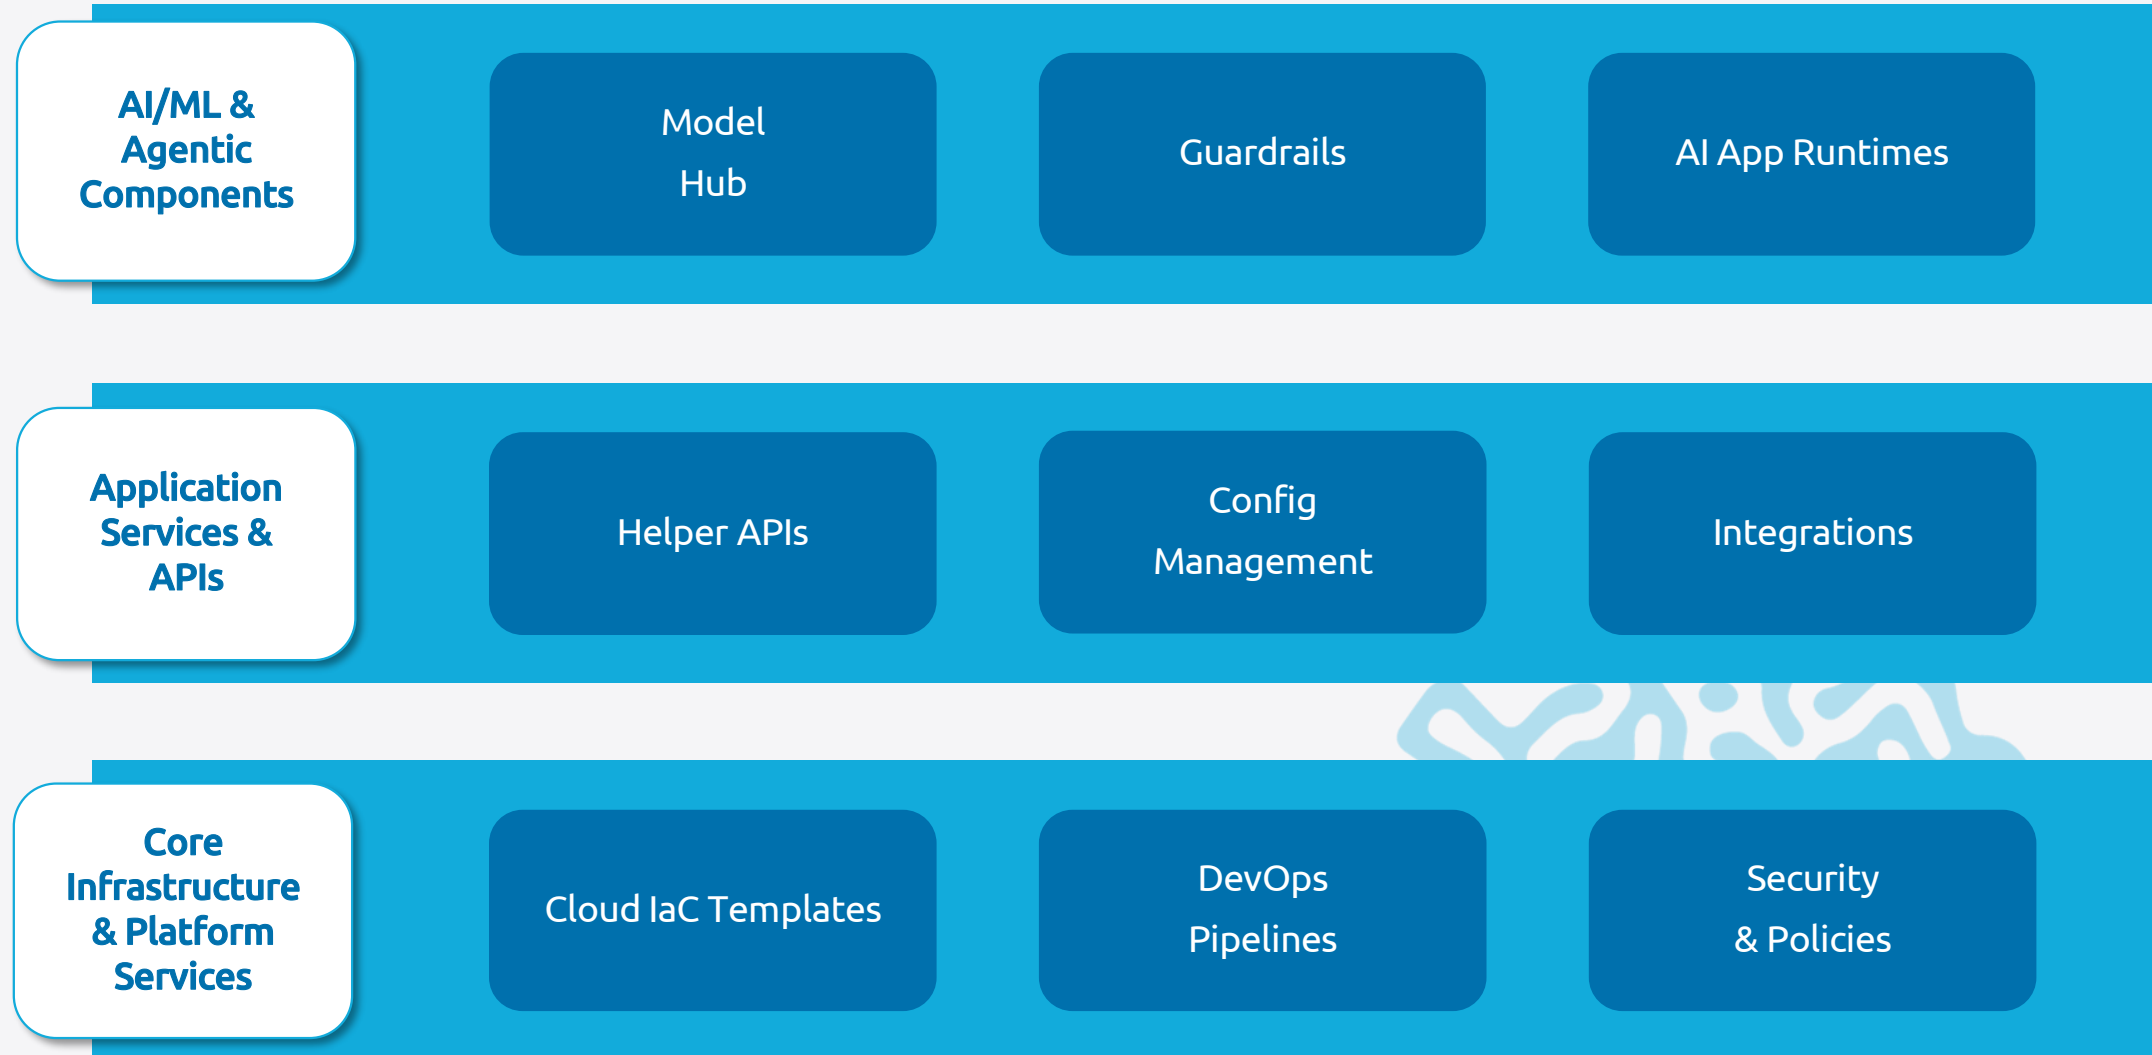 AI/ML &
Agentic
Components
Model
Hub
Guardrails
AI App Runtimes
Application
Services &
APIs
Helper APIs
Config
Management
Integrations
Core
Infrastructure
& Platform
Services
Cloud IaC Templates
DevOps
Pipelines
Security
& Policies